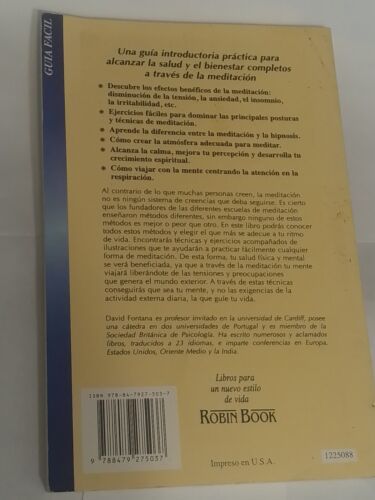 GUIA FACIL
Una guía introductoria práctica para
alcanzar la salud y el bienestar completos
a través de la meditación
Descubre los efectos benéficos de la meditación:
disminución de la tensión, la ansiedad, el insomnio,
la irritabilidad, etc.
Ejercicios fáciles para dominar las principales posturas
y técnicas de meditación.
Aprende la diferencia entre la meditación y la hipnosis.
Cómo crear la atmósfera adecuada para meditar.
Alcanza la calma, mejora tu percepción y desarrolla tu
crecimiento espiritual.
Cómo viajar con la mente centrando la atención en la
respiración.
Al contrario de lo que muchas personas creen, la meditación
no es ningún sistema de creencias que deba seguirse. Es cierto
que los fundadores de las diferentes escuelas de meditación
enseñaron métodos diferentes, sin embargo ninguno de estos
métodos es mejor o peor que otro. En este libro podrás conocer
todos estos métodos y elegir el que más se adecue a tu ritmo
de vida. Encontrarás técnicas y ejercicios acompañados de
ilustraciones que te ayudarán a practicar fácilmente cualquier
forma de meditación. De esta forma, tu salud física y mental
se verá beneficiada, ya que a través de la meditación tu mente
viajará liberándote de las tensiones y preocupaciones
que genera el mundo exterior. A través de estas técnicas
conseguirás que sea tu mente, y no las exigencias de la
actividad externa diaria, la que guíe tu vida.
David Fontana es profesor invitado en la universidad de Cardiff, posee
una cátedra en dos universidades de Portugal y es miembro de la
Sociedad Británica de Psicología. Ha escrito numerosos y aclamados
libros, traducidos a 23 idiomas, e imparte conferencias en Europa,
Estados Unidos, Oriente Medio y la India.
Libros para
un nuevo estilo
de vida
ROBIN BOOK
ISBN 978-84-7927-503-7
9 788479 275037
Impreso en U.S.A.
1225088